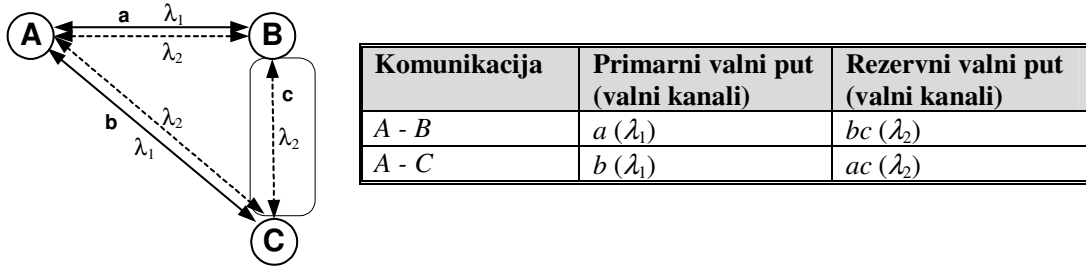 a λ1
A B
λ2
c
λ2
b
λ1
λ2
C
Komunikacija Primarni valni put (valni kanali) Rezervni valni put (valni kanali)
A - B a (λ1) bc (λ2)
A - C b (λ1) ac (λ2)